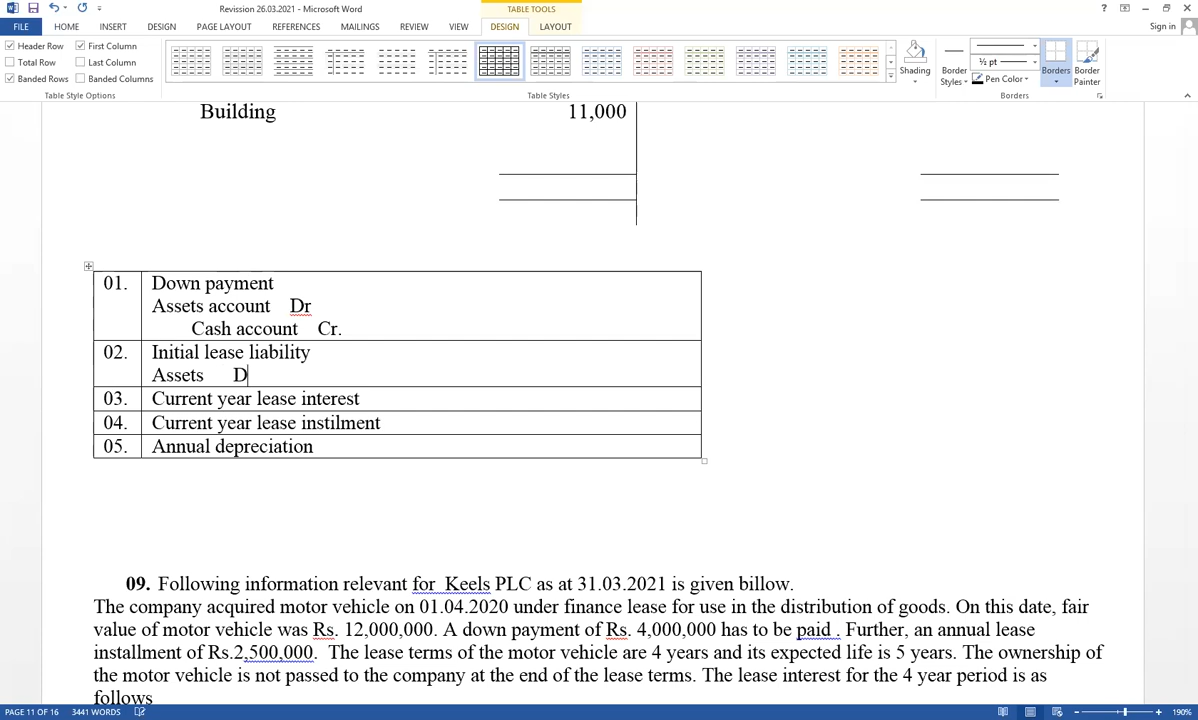 Revission 26.03.2021 - Microsoft Word
TABLE TOOLS
? 
Sign in
FILE HOME INSERT DESIGN PAGE LAYOUT REFERENCES MAILINGS REVIEW VIEW DESIGN LAYOUT
Header Row First Column
Total Row Last Column
Banded Rows Banded Columns
Table Style Options
Table Styles
Shading
Border Styles
½ pt
Pen Color
Borders
Border Painter
Borders
Building 11,000
01. Down payment
Assets account Dr
Cash account Cr.
02. Initial lease liability
Assets D
03. Current year lease interest
04. Current year lease instilment
05. Annual depreciation
09. Following information relevant for Keels PLC as at 31.03.2021 is given billow.
The company acquired motor vehicle on 01.04.2020 under finance lease for use in the distribution of goods. On this date, fair
value of motor vehicle was Rs. 12,000,000. A down payment of Rs. 4,000,000 has to be paid . Further, an annual lease
installment of Rs.2,500,000. The lease terms of the motor vehicle are 4 years and its expected life is 5 years. The ownership of
the motor vehicle is not passed to the company at the end of the lease terms. The lease interest for the 4 year period is as
follows
PAGE 11 OF 16 3441 WORDS 190%